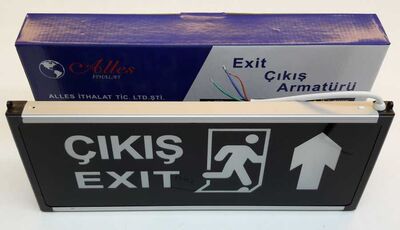 Alles
İTHALAT
ALLES İTHALAT TİC. LTD.ŞTİ.
Exit
Çıkış
Armatürü
ÇIKIŞ
EXIT